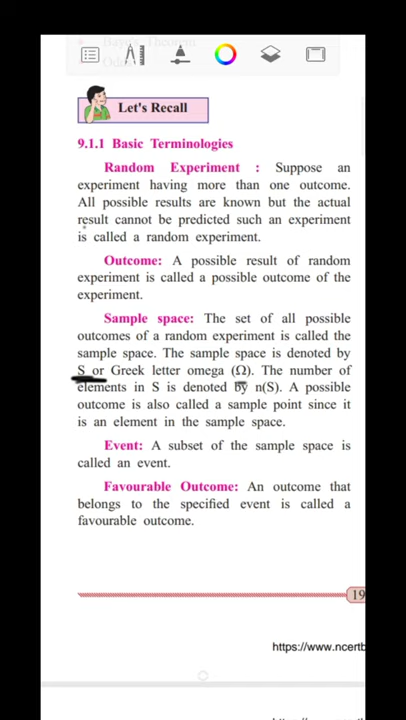 Bayes' Theorem
Let's Recall
9.1.1 Basic Terminologies
Random Experiment : Suppose an
experiment having more than one outcome.
All possible results are known but the actual
result cannot be predicted such an experiment
is called a random experiment.
Outcome: A possible result of random
experiment is called a possible outcome of the
experiment.
Sample space: The set of all possible
outcomes of a random experiment is called the
sample space. The sample space is denoted by
S or Greek letter omega (Ω). The number of
elements in S is denoted by n(S). A possible
outcome is also called a sample point since it
is an element in the sample space.
Event: A subset of the sample space is
called an event.
Favourable Outcome: An outcome that
belongs to the specified event is called a
favourable outcome.
19
https://www.ncertb